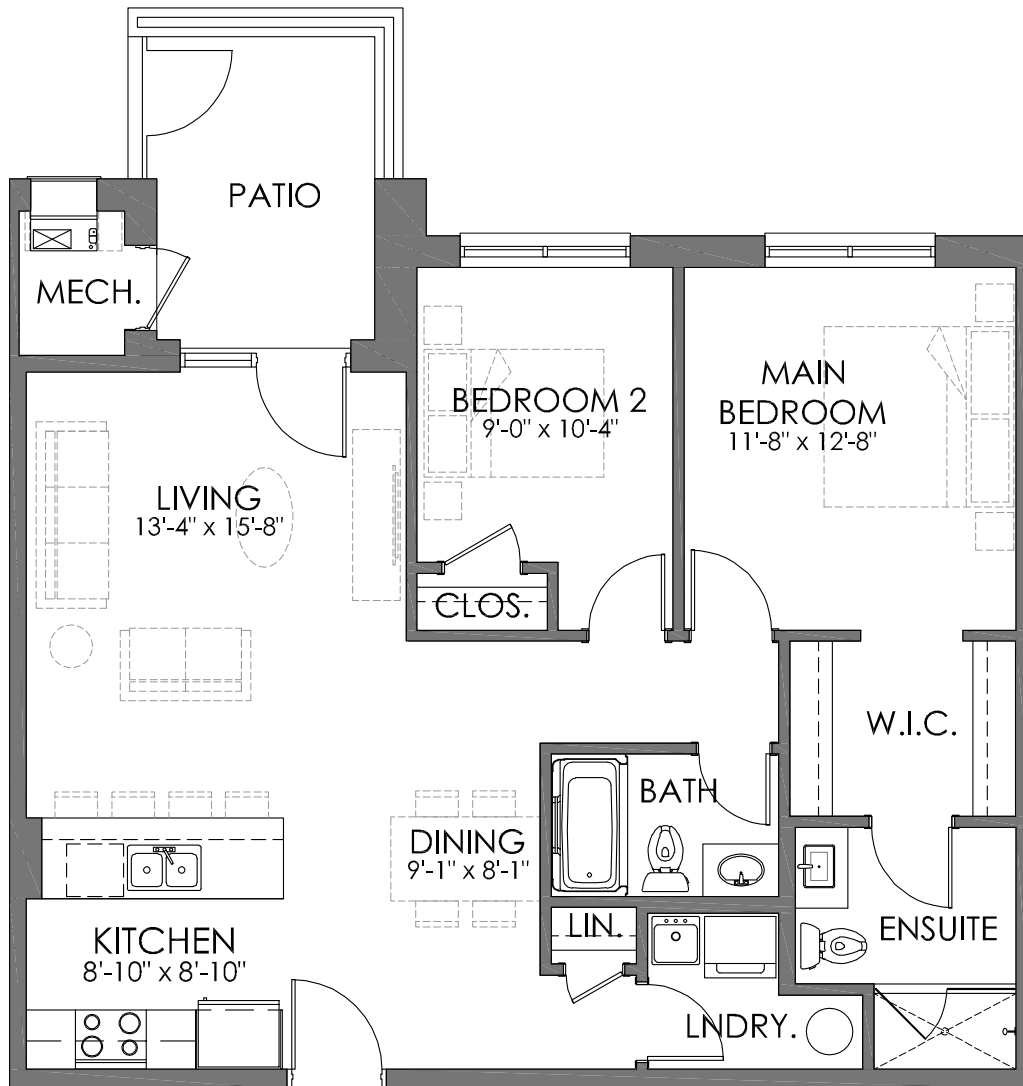 PATIO
MECH.
BEDROOM 2
9'-0" x 10'-4"
MAIN
BEDROOM
11'-8" x 12'-8"
LIVING
13'-4" x 15'-8"
CLOS.
W.I.C.
BATH
DINING
9'-1" x 8'-1"
KITCHEN
8'-10" x 8'-10"
LIN.
ENSUITE
LNDRY.